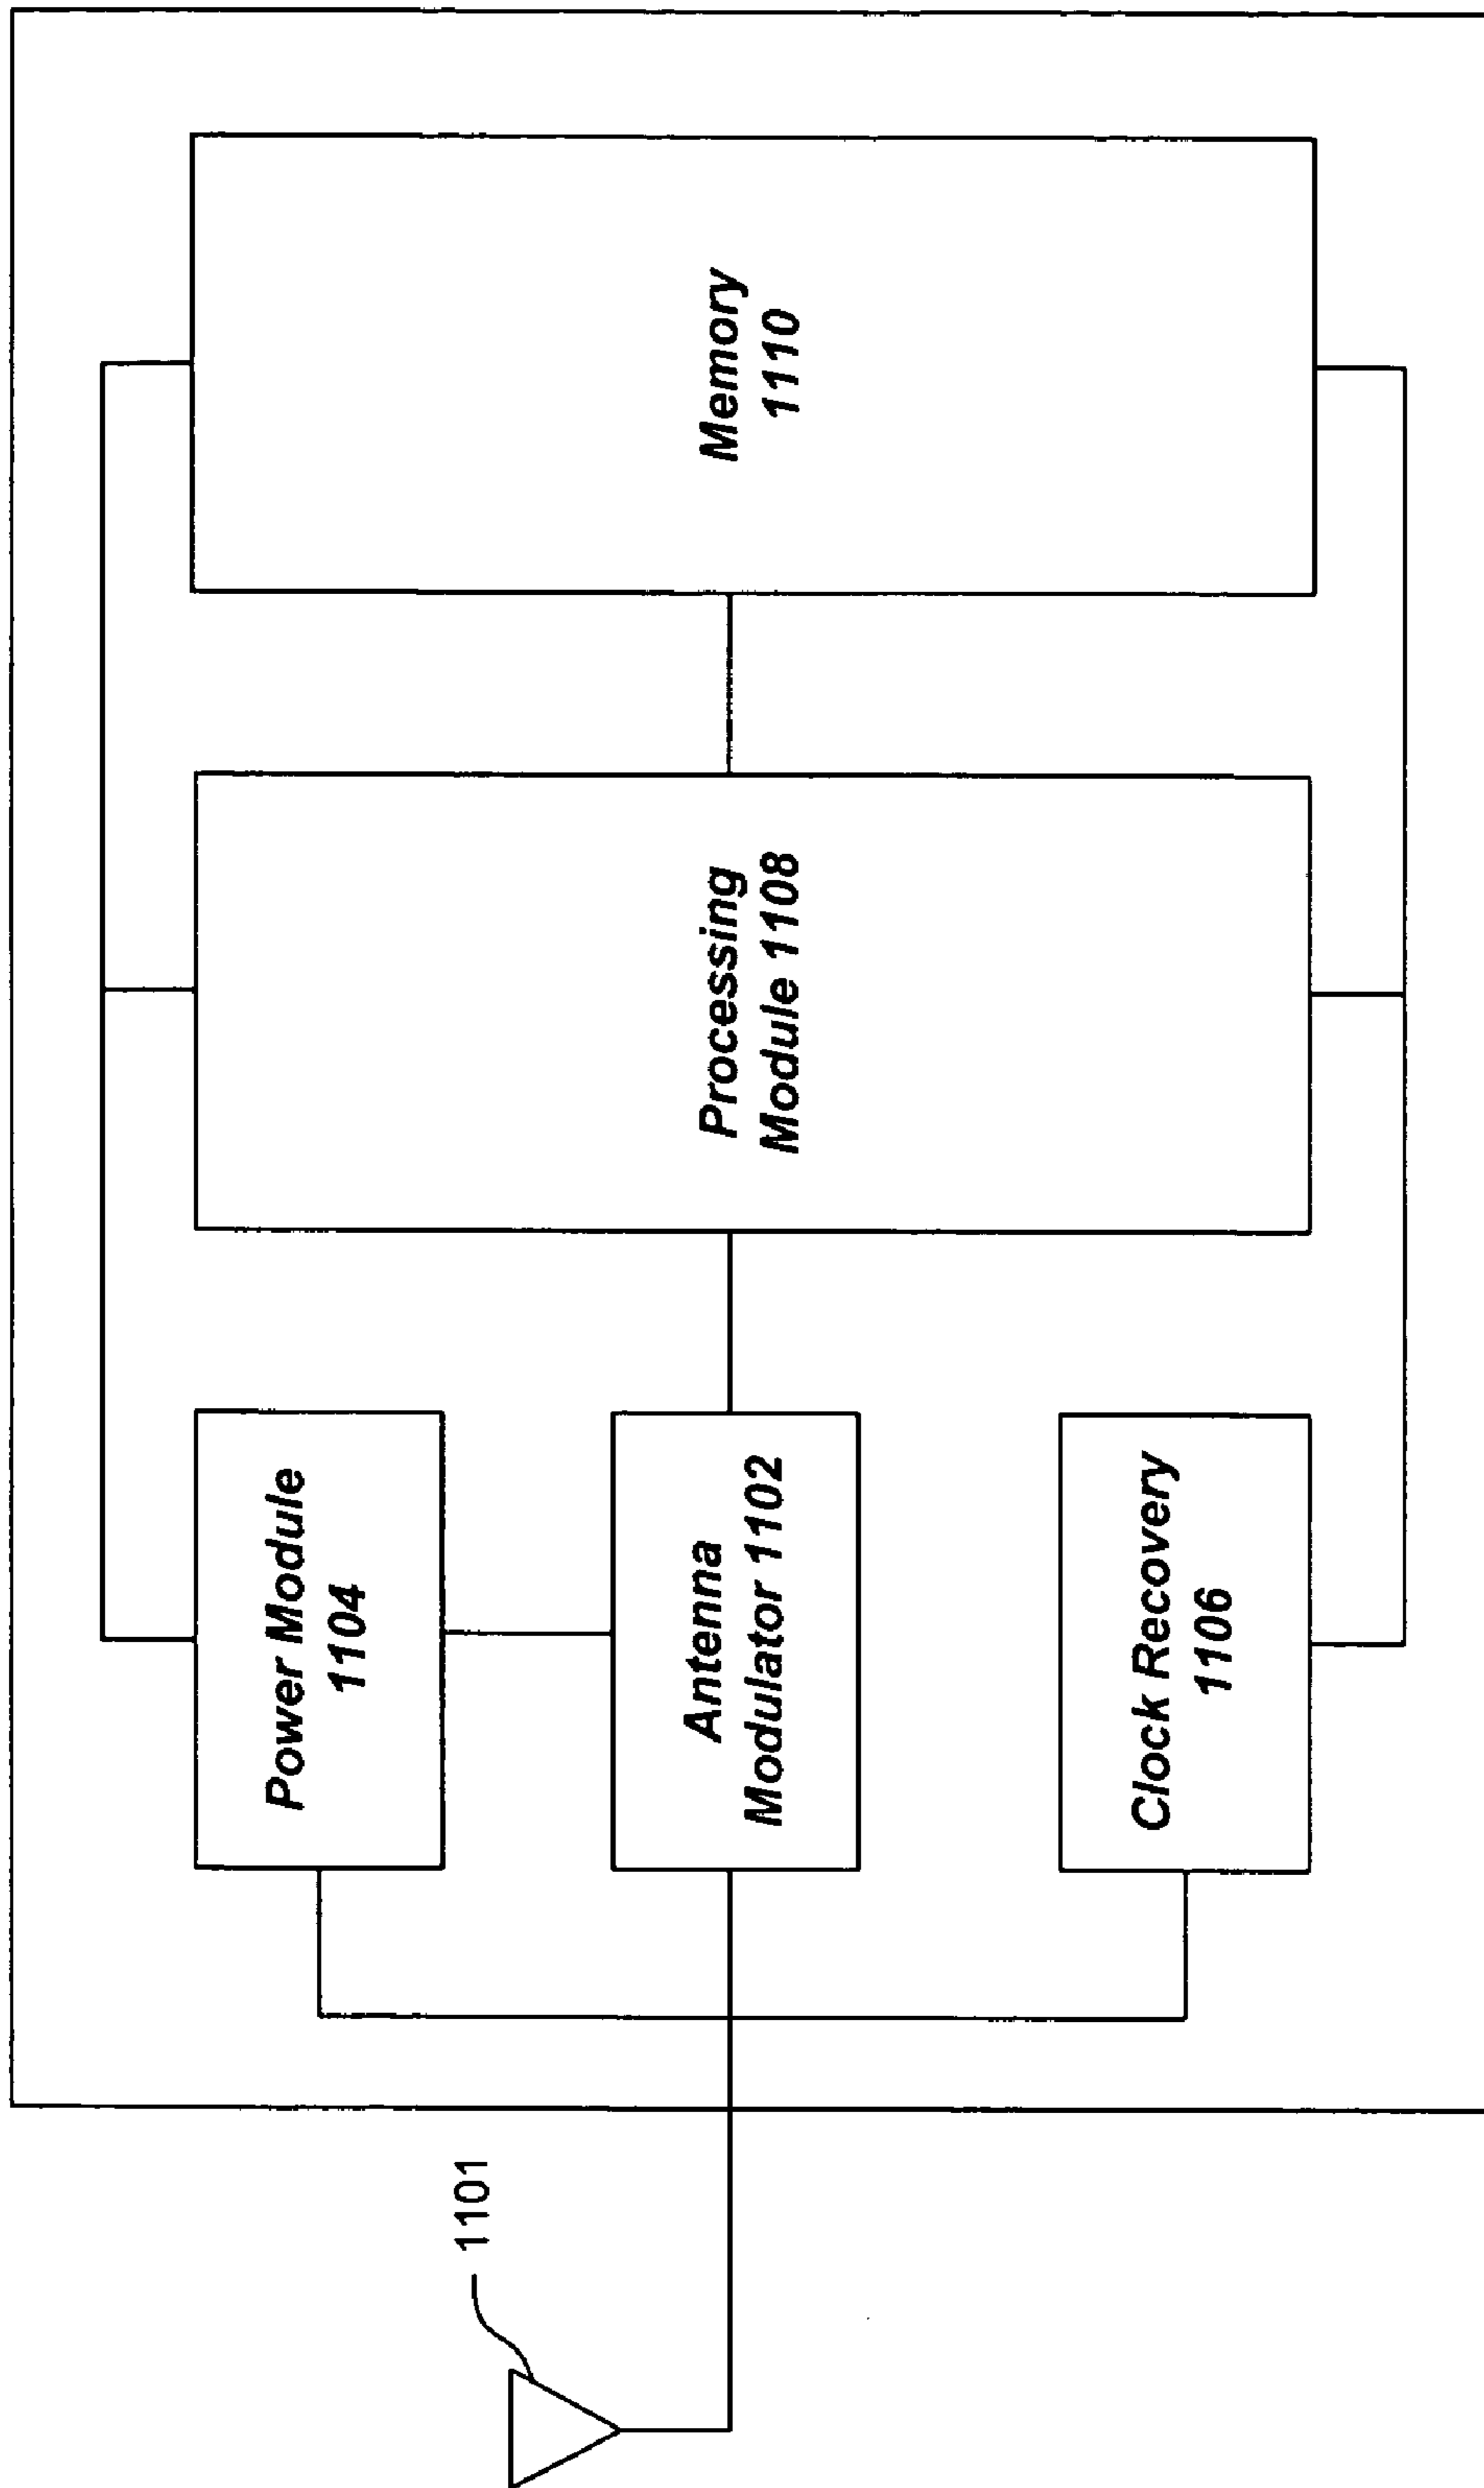 1101
Power Module
1104
Antenna
Modulator 1102
Clock Recovery
1106
Processing
Module 1108
Memory
1110